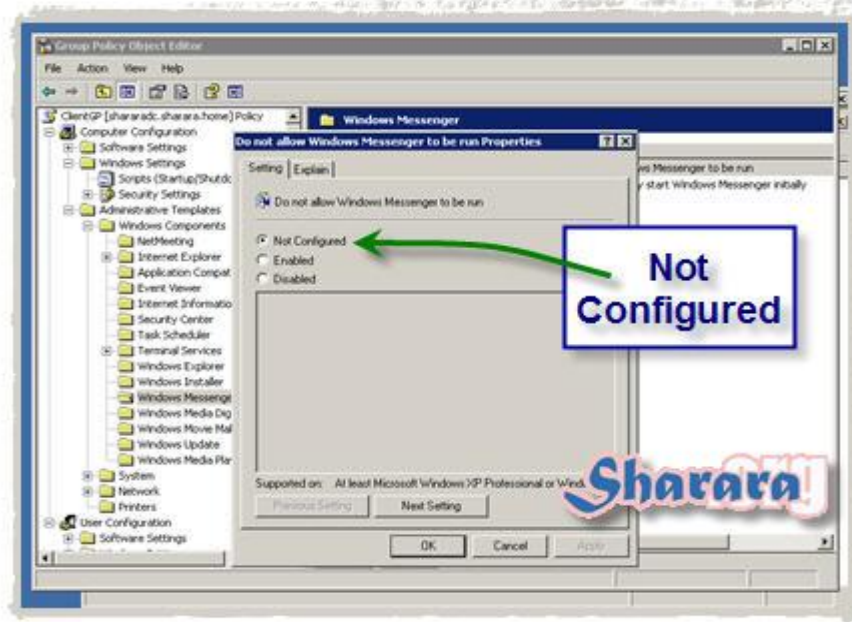 Group Policy Object Editor
File Action View Help
ClientGP [shararadc.sharara.home] Policy
Computer Configuration
Software Settings
Windows Settings
Scripts (Startup/Shutdo
Security Settings
Administrative Templates
Windows Components
NetMeeting
Internet Explorer
Application Compat
Event Viewer
Internet Informatio
Security Center
Task Scheduler
Terminal Services
Windows Explorer
Windows Installer
Windows Messenge
Windows Media Dig
Windows Movie Mak
Windows Update
Windows Media Play
System
Network
Printers
User Configuration
Software Settings
Windows Messenger
ws Messenger to be run
y start Windows Messenger initially
Do not allow Windows Messenger to be run Properties
Setting Explain
Do not allow Windows Messenger to be run
Not Configured
Enabled
Disabled
Supported on: At least Microsoft Windows XP Professional or Wind
Previous Setting Next Setting
OK Cancel Apply
Not
Configured
Sharara
.org